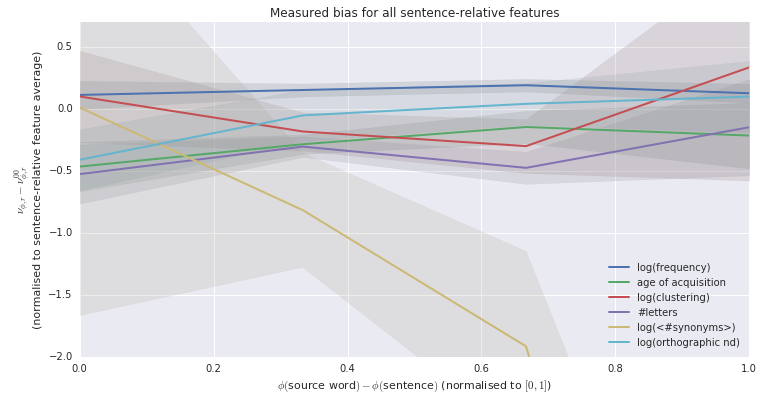 Measured bias for all sentence-relative features
0.5
0.0
−0.5
−1.0
−1.5
−2.0
ν_{ϕ,r} − ν_{ϕ,r}^{00}
(normalised to sentence-relative feature average)
log(frequency)
age of acquisition
log(clustering)
#letters
log(<#synonyms>)
log(orthographic nd)
0.0 0.2 0.4 0.6 0.8 1.0
ϕ(source word) − ϕ(sentence) (normalised to [0, 1])